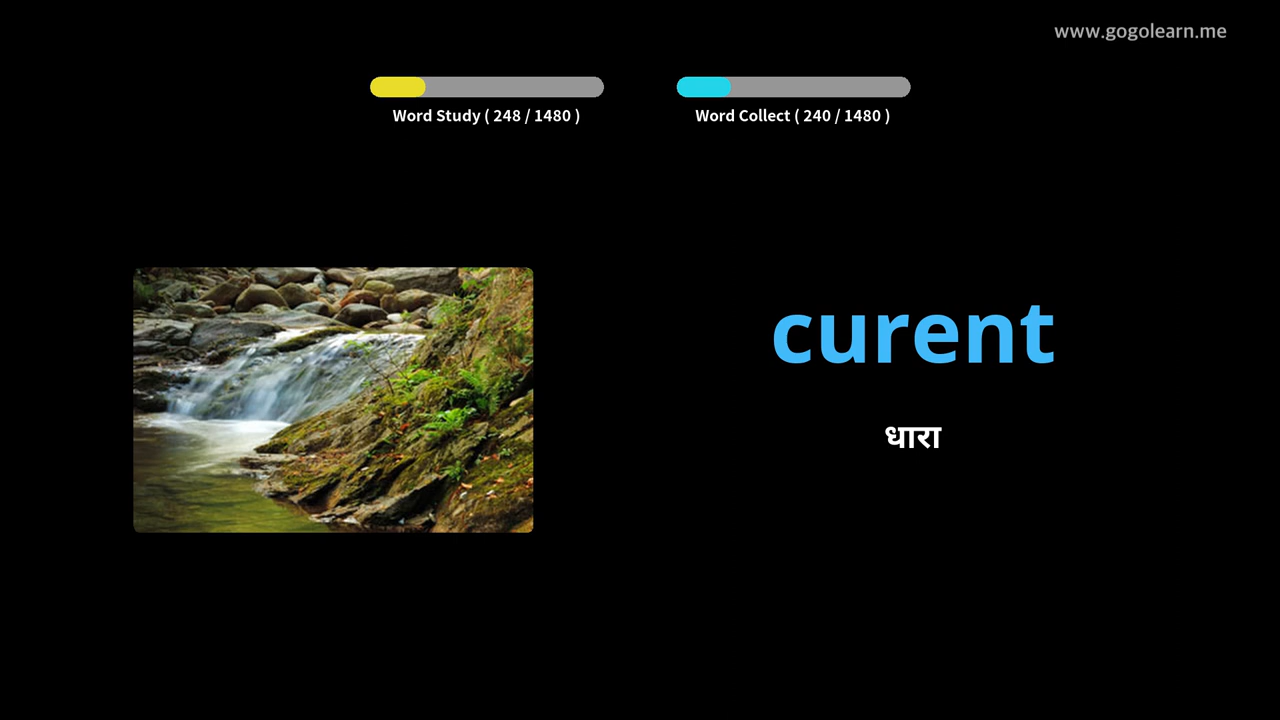 www.gogolearn.me
Word Study ( 248 / 1480 )
Word Collect ( 240 / 1480 )
curent
धारा